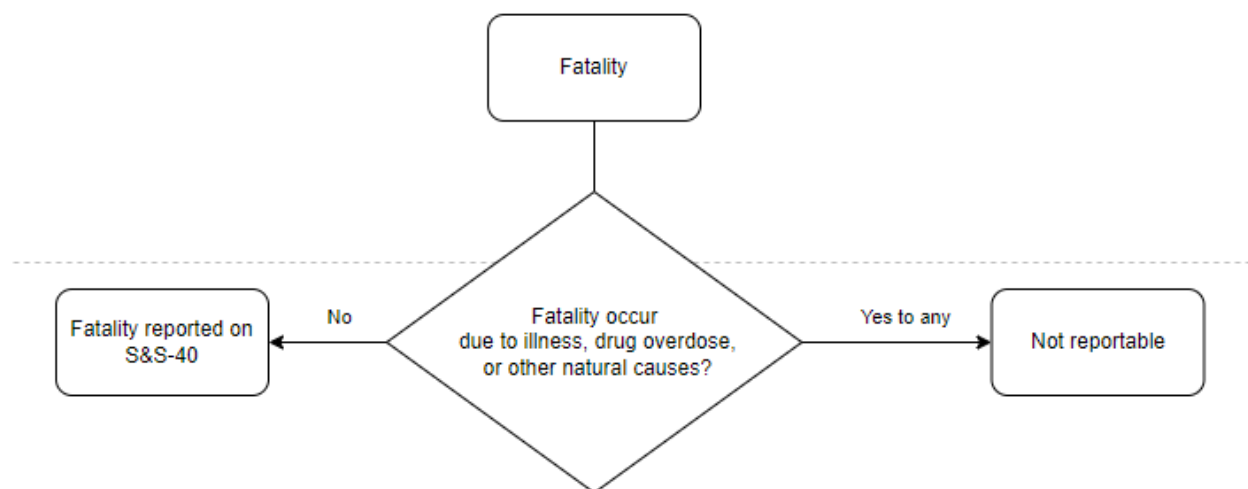 Fatality
Fatality occur
due to illness, drug overdose,
or other natural causes?
No
Fatality reported on
S&S-40
Yes to any
Not reportable